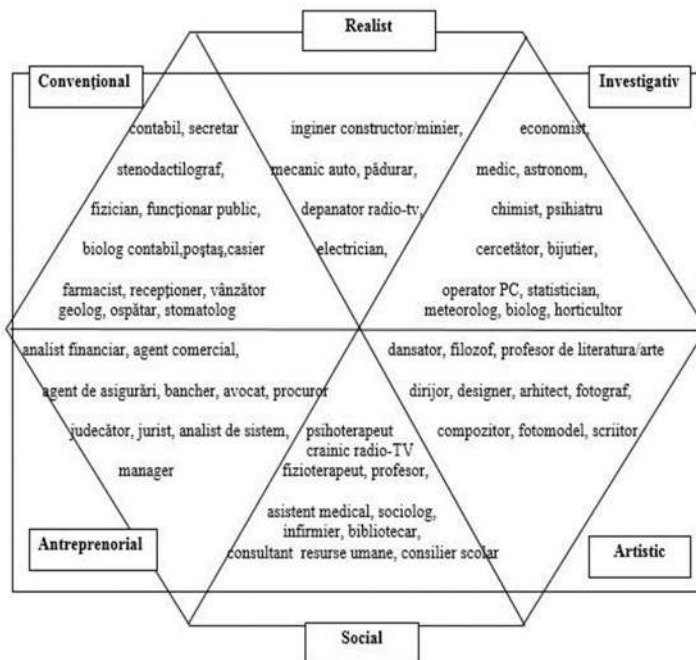 Realist
Convențional
Investigativ
contabil, secretar
stenodactilograf,
fizician, funcționar public,
biolog contabil,poștaș,casier
farmacist, recepționer, vânzător
geolog, ospătar, stomatolog
inginer constructor/minier,
mecanic auto, pădurar,
depanator radio-tv,
electrician,
economist,
medic, astronom,
chimist, psihiatru
cercetător, bijutier,
operator PC, statistician,
meteorolog, biolog, horticultor
analist financiar, agent comercial,
agent de asigurări, bancher, avocat, procuror
judecător, jurist, analist de sistem,
manager
psihoterapeut
crainic radio-TV
fizioterapeut, profesor,
asistent medical, sociolog,
infirmier, bibliotecar,
consultant resurse umane, consilier scolar
dansator, filozof, profesor de literatura/arte
dirijor, designer, arhitect, fotograf,
compozitor, fotomodel, scriitor
Antreprenorial
Artistic
Social